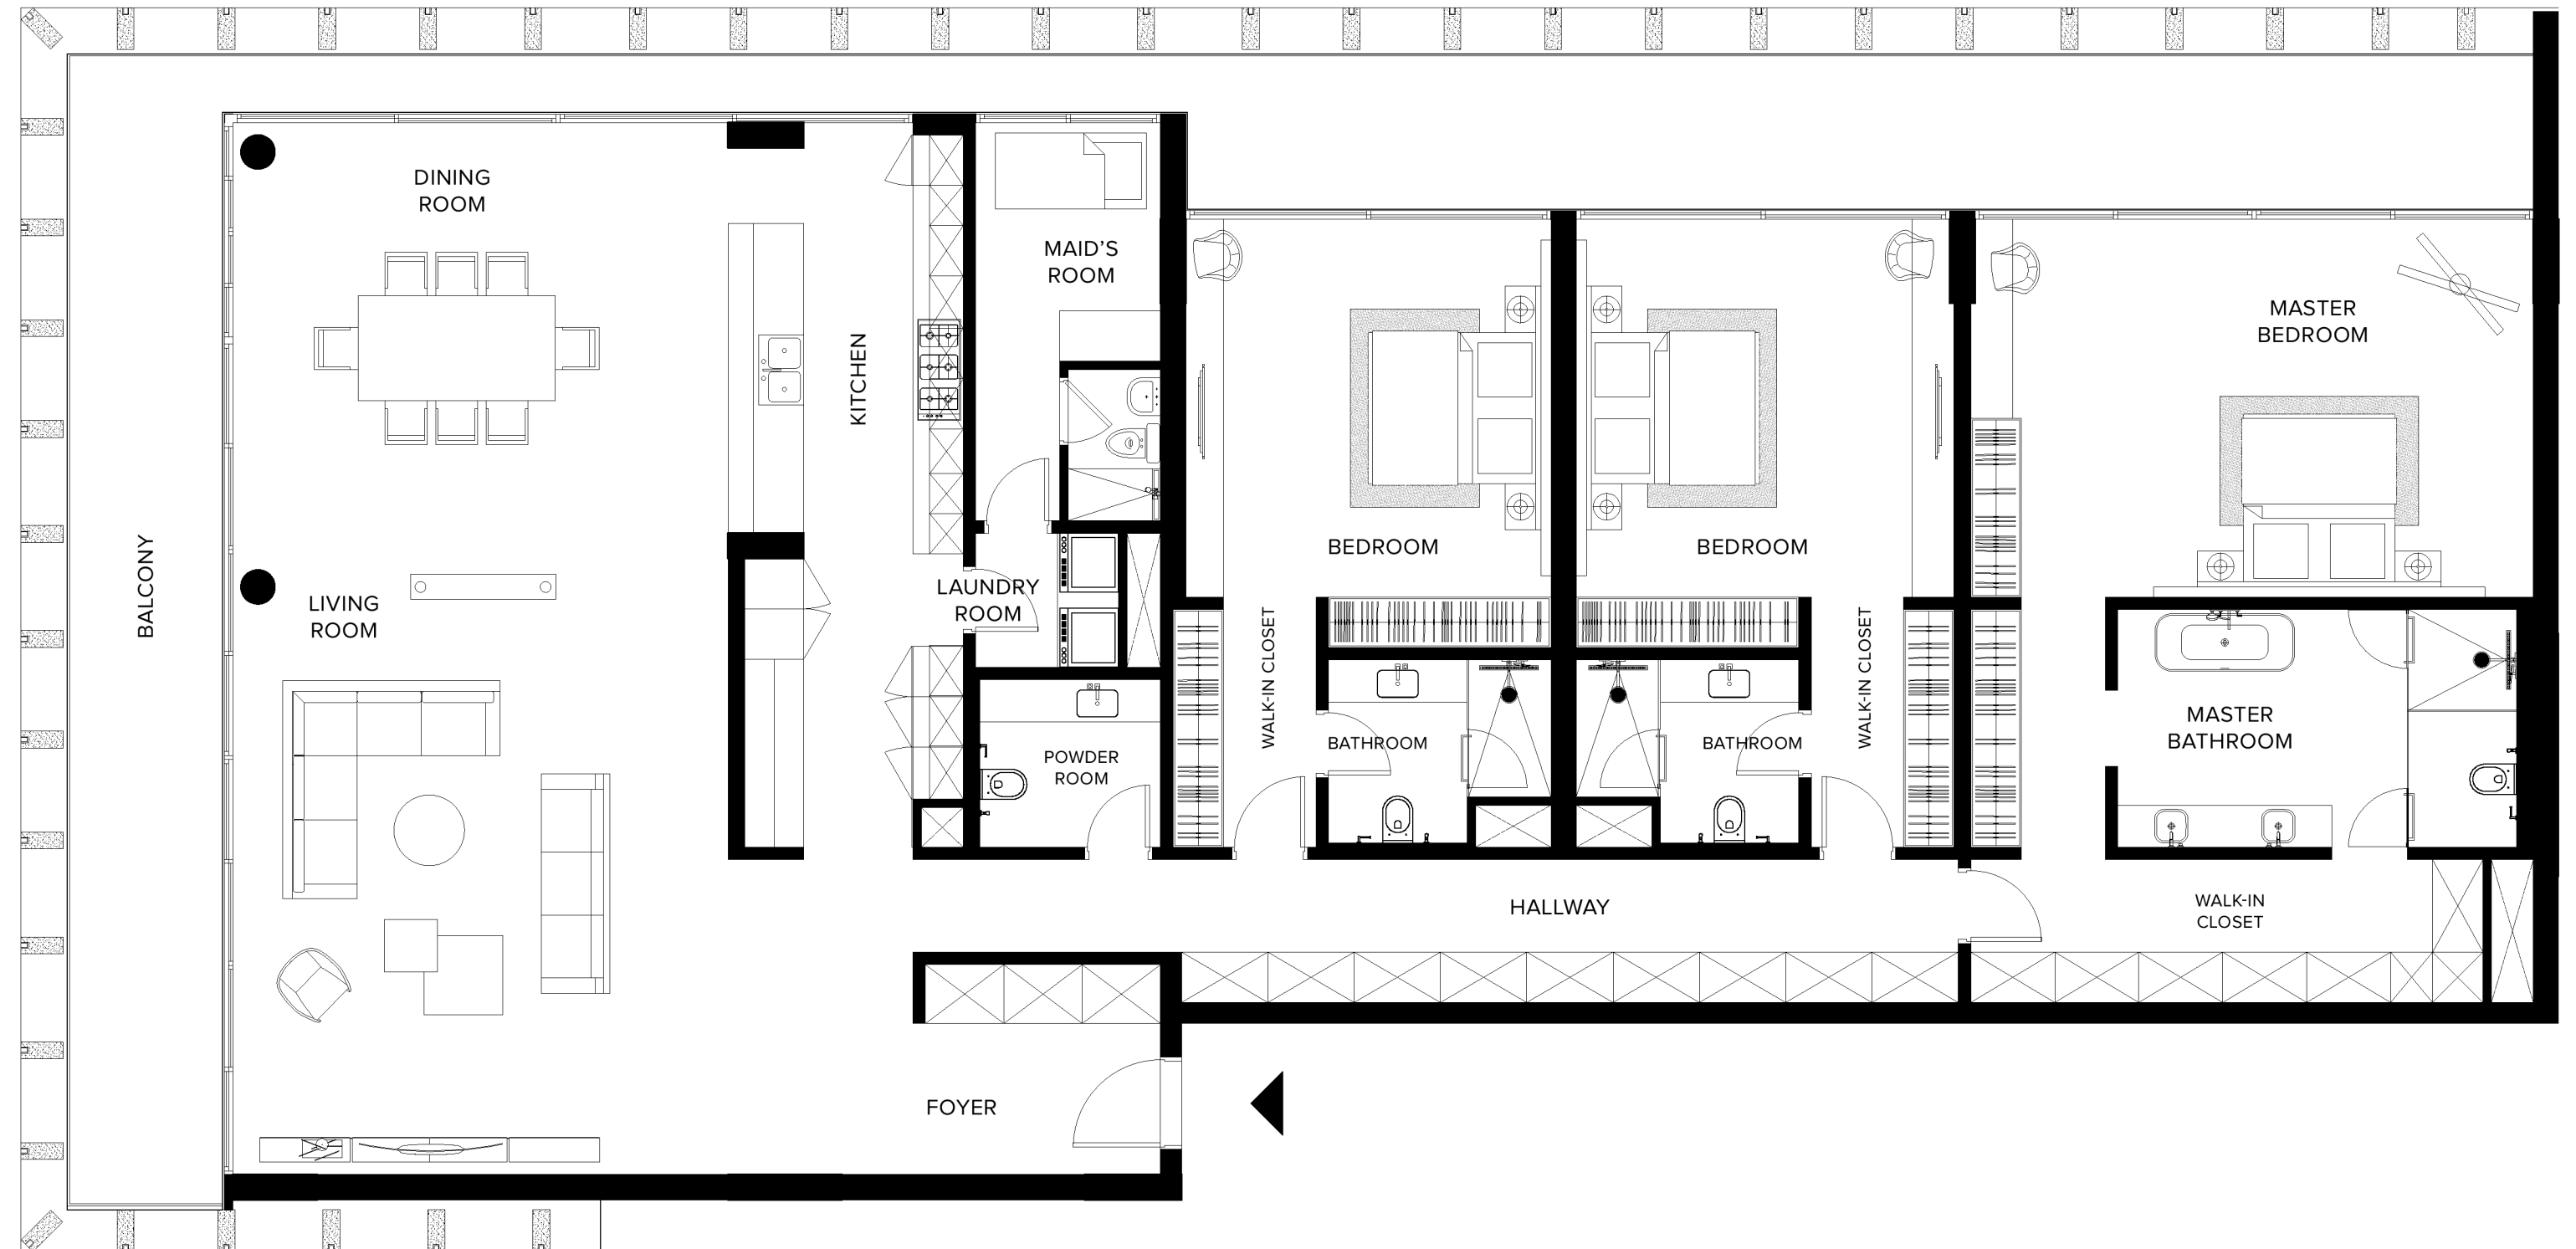 DINING
ROOM
MAID'S
ROOM
MASTER
BEDROOM
KITCHEN
BALCONY
LIVING
ROOM
LAUNDRY
ROOM
BEDROOM
BEDROOM
WALK-IN CLOSET
WALK-IN CLOSET
POWDER
ROOM
BATHROOM
BATHROOM
MASTER
BATHROOM
HALLWAY
WALK-IN
CLOSET
FOYER